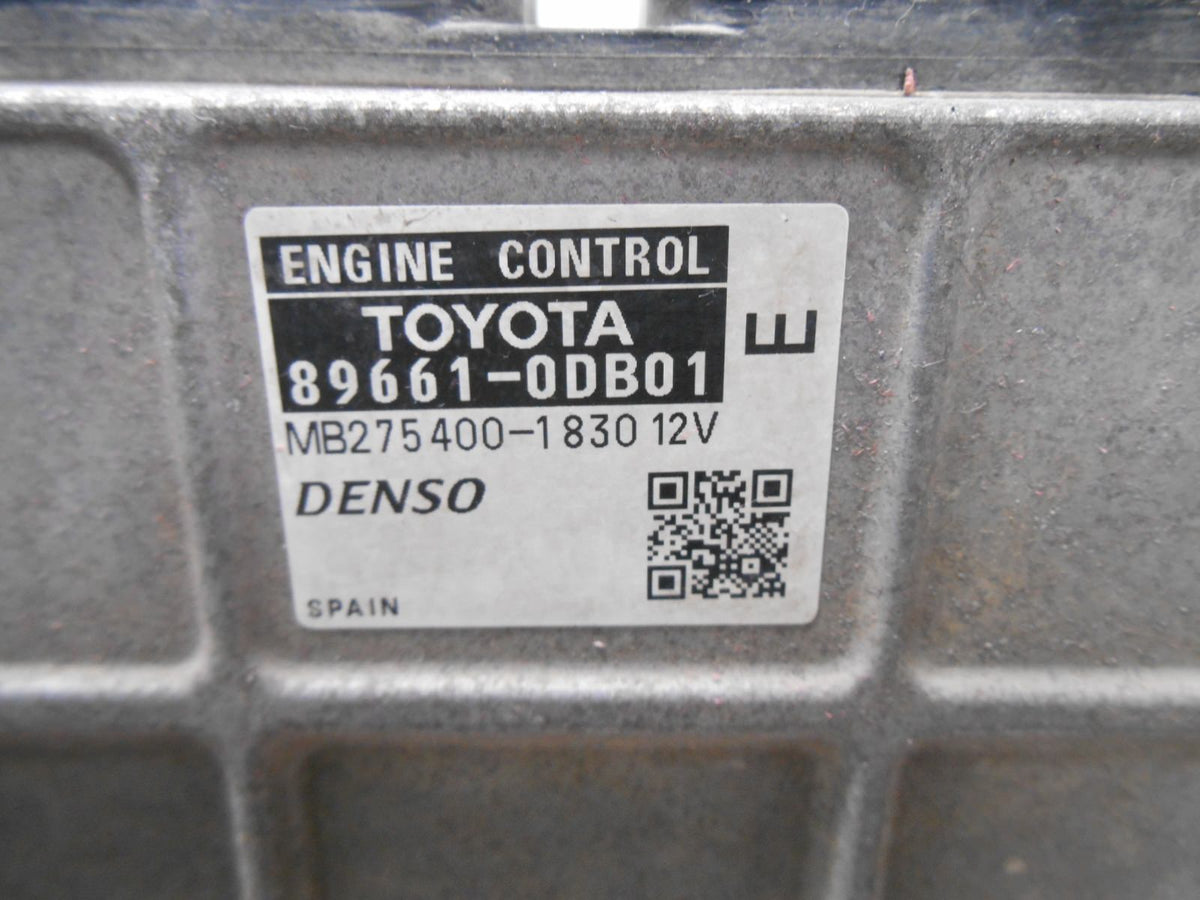 ENGINE CONTROL
TOYOTA
89661-0DB01
E
MB275400-1830 12V
DENSO
SPAIN